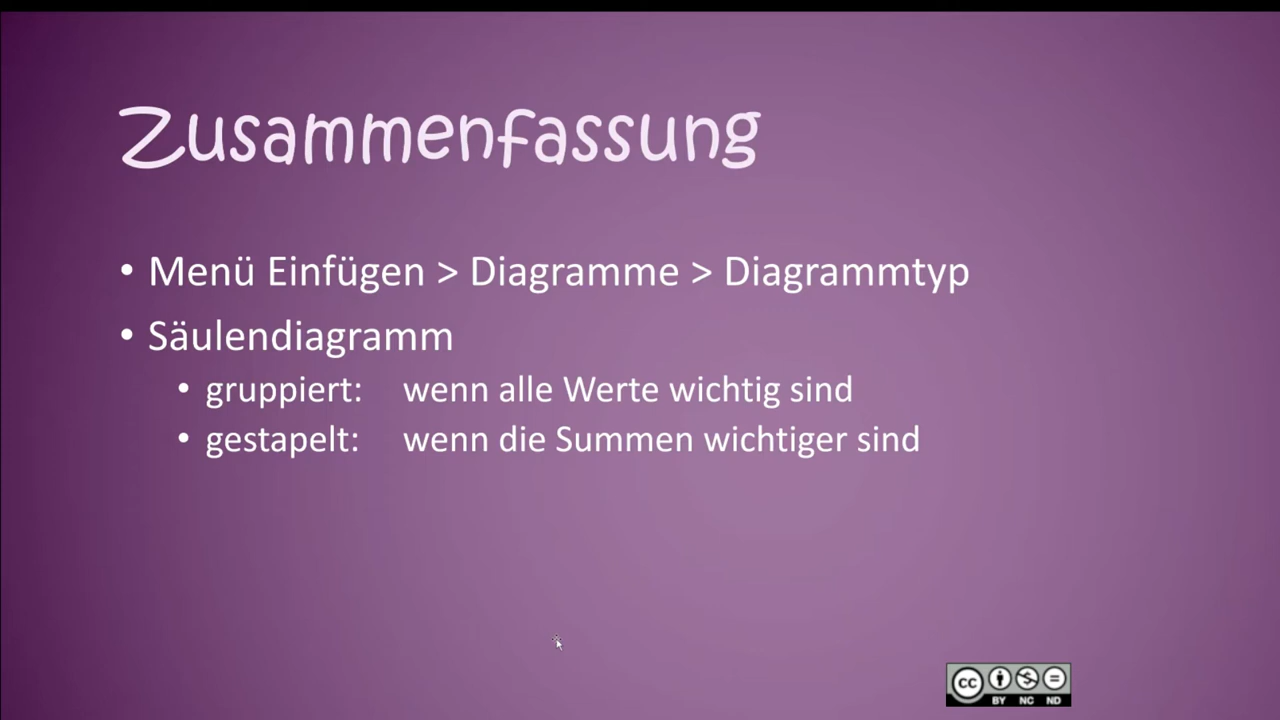 Zusammenfassung
• Menü Einfügen > Diagramme > Diagrammtyp
• Säulendiagramm
• gruppiert: wenn alle Werte wichtig sind
• gestapelt: wenn die Summen wichtiger sind
CC BY NC ND